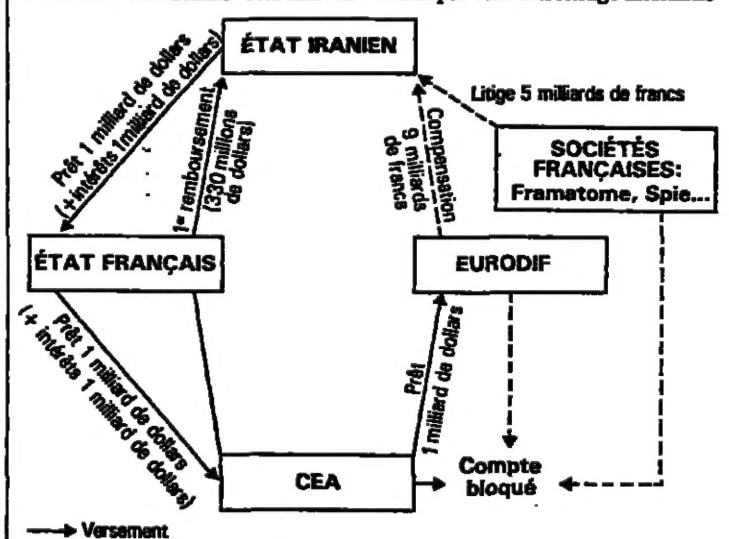 ÉTAT IRANIEN
Prêt 1 milliard de dollars
(+ intérêts 1 milliard de dollars)
1er remboursement
(330 millions
de dollars)
Compensation
9 milliards
de francs
Litige 5 milliards de francs
SOCIÉTÉS
FRANÇAISES:
Framatome, Spie...
ÉTAT FRANÇAIS
EURODIF
Prêt 1 milliard de dollars
(+ intérêts 1 milliard de dollars)
Prêt
1 milliard de dollars
CEA
Compte
bloqué
Versement